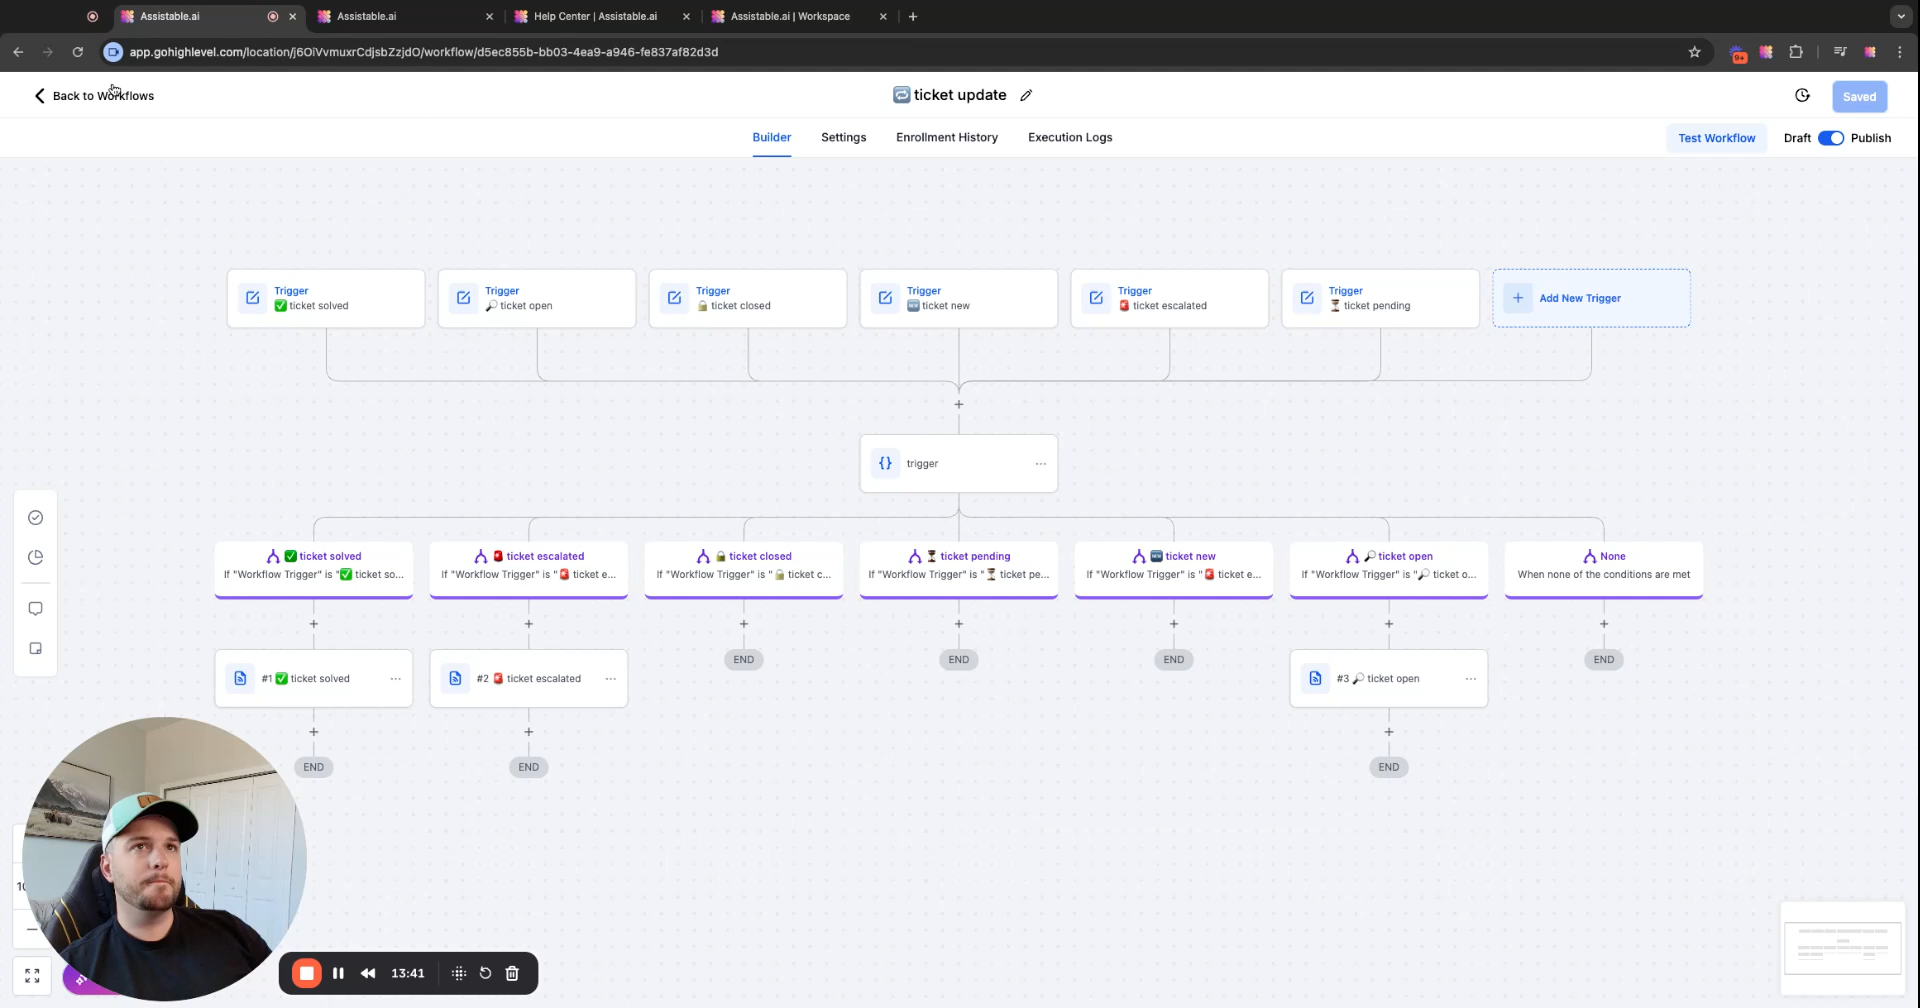 Assistable.ai
Assistable.ai
Help Center | Assistable.ai
Assistable.ai | Workspace
app.gohighlevel.com/location/j6OiVvmuxrCdjsbZzjdO/workflow/d5ec855b-bb03-4ea9-a946-fe837af82d3d
9+
Back to Workflows
ticket update
Saved
Builder
Settings
Enrollment History
Execution Logs
Test Workflow
Draft
Publish
Trigger
✅ ticket solved
Trigger
🔎 ticket open
Trigger
🔒 ticket closed
Trigger
🆕 ticket new
Trigger
🚨 ticket escalated
Trigger
⏳ ticket pending
Add New Trigger
trigger
✅ ticket solved
If "Workflow Trigger" is "✅ ticket so...
🚨 ticket escalated
If "Workflow Trigger" is "🚨 ticket e...
🔒 ticket closed
If "Workflow Trigger" is "🔒 ticket c...
⏳ ticket pending
If "Workflow Trigger" is "⏳ ticket pe...
🆕 ticket new
If "Workflow Trigger" is "🚨 ticket e...
🔎 ticket open
If "Workflow Trigger" is "🔎 ticket o...
None
When none of the conditions are met
END
END
END
END
#1 ✅ ticket solved
#2 🚨 ticket escalated
#3 🔎 ticket open
END
END
END
13:41